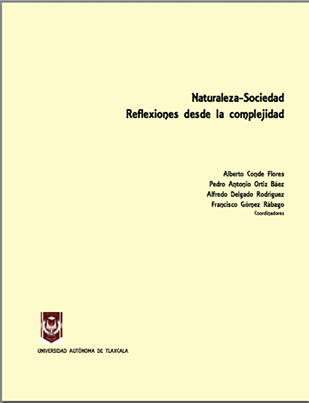 Naturaleza-Sociedad
Reflexiones desde la complejidad
Alberto Conde Flores
Pedro Antonio Ortiz Báez
Alfredo Delgado Rodríguez
Francisco Gómez Rábago
Coordinadores
UNIVERSIDAD AUTÓNOMA DE TLAXCALA